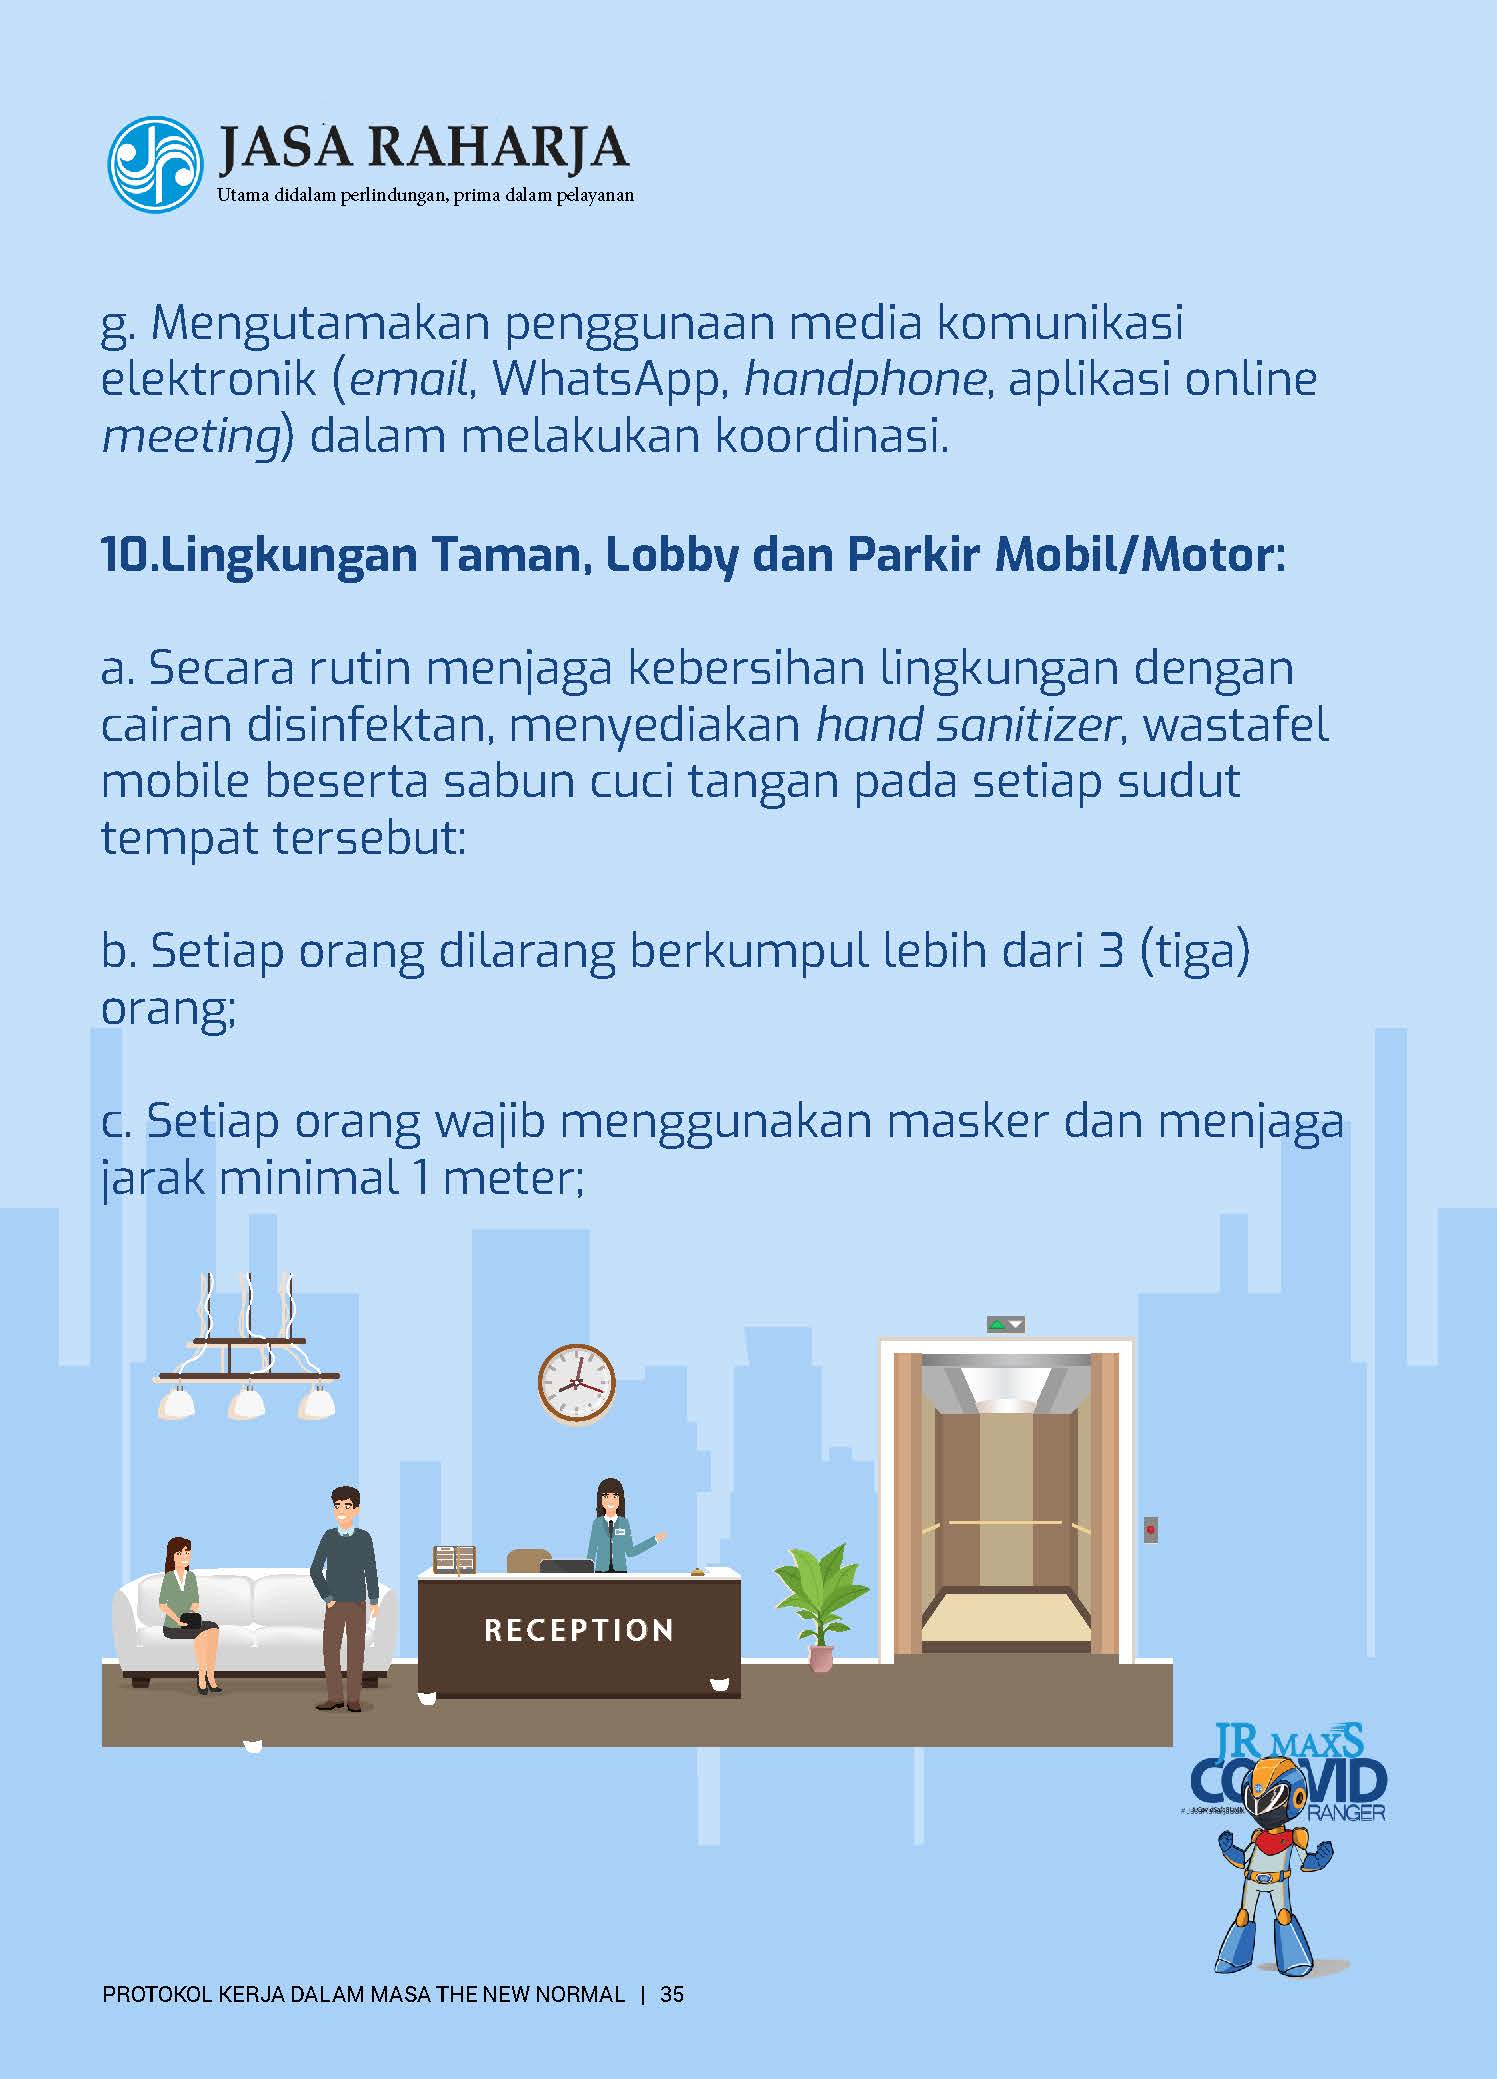 JASA RAHARJA
Utama didalam perlindungan, prima dalam pelayanan
g. Mengutamakan penggunaan media komunikasi
elektronik (email, WhatsApp, handphone, aplikasi online
meeting) dalam melakukan koordinasi.
10.Lingkungan Taman, Lobby dan Parkir Mobil/Motor:
a. Secara rutin menjaga kebersihan lingkungan dengan
cairan disinfektan, menyediakan hand sanitizer, wastafel
mobile beserta sabun cuci tangan pada setiap sudut
tempat tersebut:
b. Setiap orang dilarang berkumpul lebih dari 3 (tiga)
orang;
c. Setiap orang wajib menggunakan masker dan menjaga
jarak minimal 1 meter;
RECEPTION
JR MAXS
COVID
RANGER
PROTOKOL KERJA DALAM MASA THE NEW NORMAL | 35